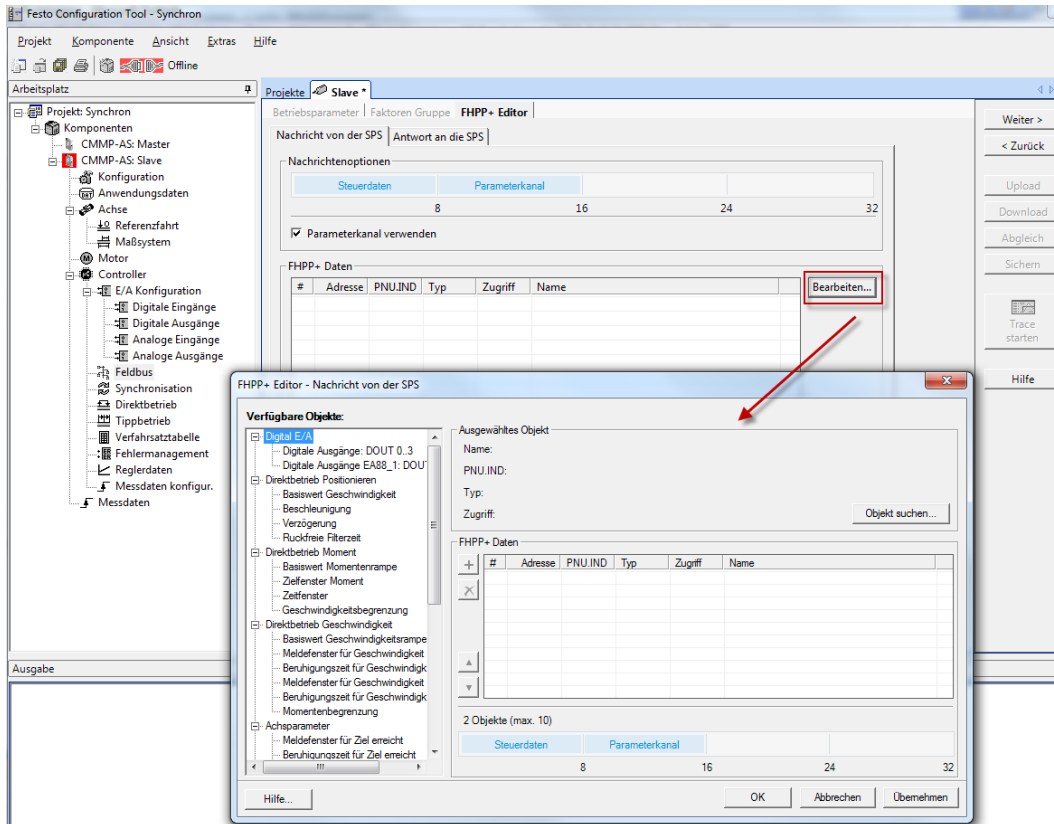 Festo Configuration Tool - Synchron
Projekt Komponente Ansicht Extras Hilfe
Offline
Arbeitsplatz
Projekt: Synchron
Komponenten
CMMP-AS: Master
CMMP-AS: Slave
Konfiguration
Anwendungsdaten
Achse
Referenzfahrt
Maßsystem
Motor
Controller
E/A Konfiguration
Digitale Eingänge
Digitale Ausgänge
Analoge Eingänge
Analoge Ausgänge
Feldbus
Synchronisation
Direktbetrieb
Tippbetrieb
Verfahrsatztabelle
Fehlermanagement
Reglerdaten
Messdaten konfigur.
Messdaten
Ausgabe
Projekte Slave *
Betriebsparameter Faktoren Gruppe FHPP+ Editor
Nachricht von der SPS Antwort an die SPS
Nachrichtenoptionen
Steuerdaten Parameterkanal
8 16 24 32
Parameterkanal verwenden
FHPP+ Daten
# Adresse PNU.IND Typ Zugriff Name
Bearbeiten...
Weiter >
< Zurück
Upload
Download
Abgleich
Sichern
Trace
starten
Hilfe
FHPP+ Editor - Nachricht von der SPS
Verfügbare Objekte:
Digital E/A
Digitale Ausgänge: DOUT 0..3
Digitale Ausgänge EA88_1: DOU
Direktbetrieb Positionieren
Basiswert Geschwindigkeit
Beschleunigung
Verzögerung
Ruckfreie Filterzeit
Direktbetrieb Moment
Basiswert Momentenrampe
Zielfenster Moment
Zeitfenster
Geschwindigkeitsbegrenzung
Direktbetrieb Geschwindigkeit
Basiswert Geschwindigkeitsrampe
Meldefenster für Geschwindigkeit
Beruhigungszeit für Geschwindigk
Meldefenster für Geschwindigkeit
Beruhigungszeit für Geschwindigk
Momentenbegrenzung
Achsparameter
Meldefenster für Ziel erreicht
Beruhigungszeit für Ziel erreicht
Hilfe...
Ausgewähltes Objekt
Name:
PNU.IND:
Typ:
Zugriff:
Objekt suchen...
FHPP+ Daten
# Adresse PNU.IND Typ Zugriff Name
2 Objekte (max. 10)
Steuerdaten Parameterkanal
8 16 24 32
OK Abbrechen Übernehmen